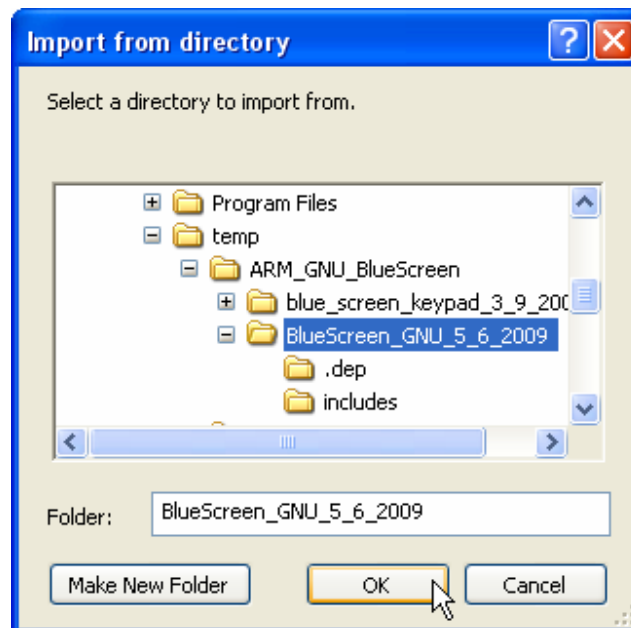 Import from directory
Select a directory to import from.
Program Files
temp
ARM_GNU_BlueScreen
blue_screen_keypad_3_9_200
BlueScreen_GNU_5_6_2009
.dep
includes
Folder: BlueScreen_GNU_5_6_2009
Make New Folder OK Cancel